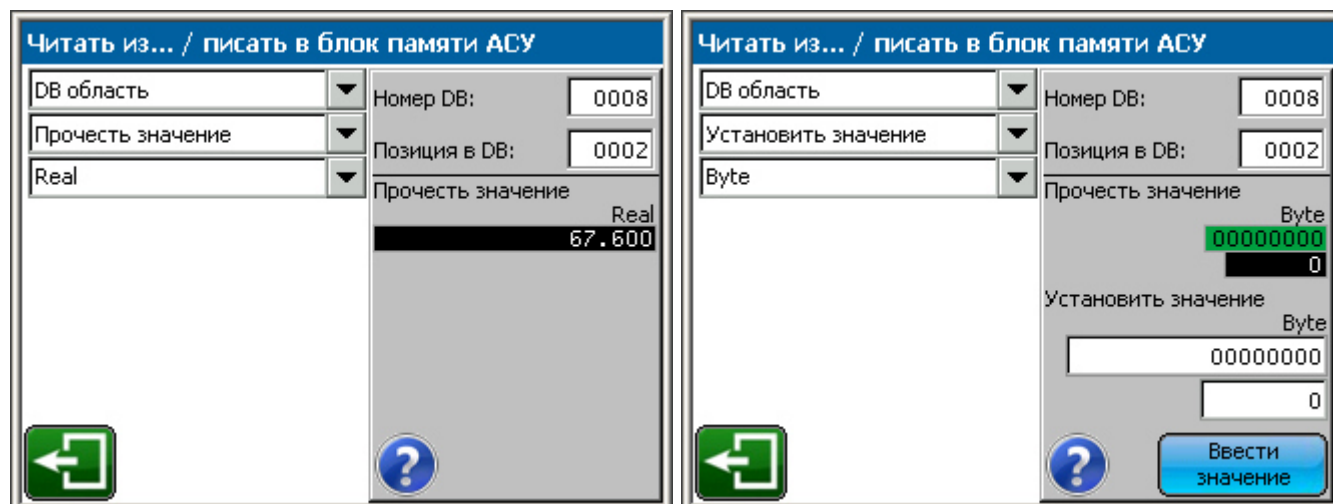 Читать из... / писать в блок памяти АСУ
DB область
Прочесть значение
Real
Номер DB: 0008
Позиция в DB: 0002
Прочесть значение
Real
67.600
?
Читать из... / писать в блок памяти АСУ
DB область
Установить значение
Byte
Номер DB: 0008
Позиция в DB: 0002
Прочесть значение
Byte
00000000
0
Установить значение
Byte
00000000
0
?
Ввести
значение